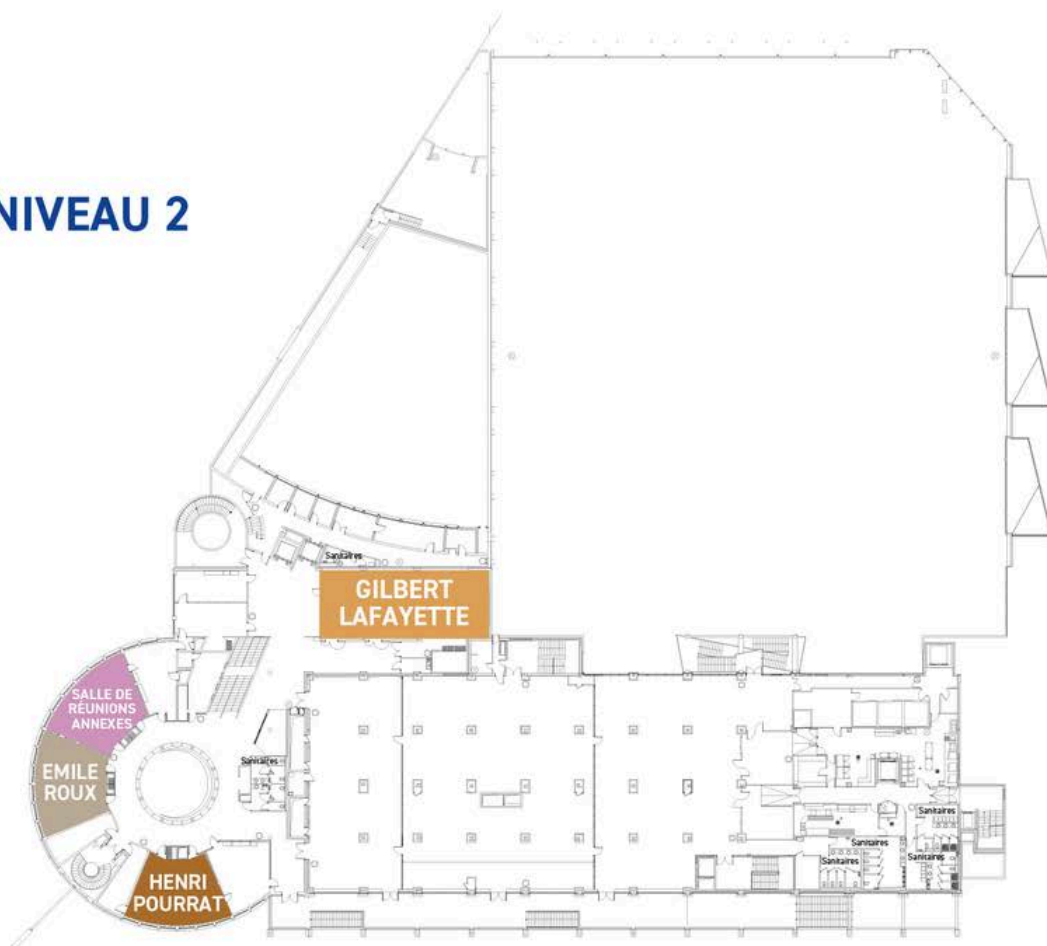 NIVEAU 2
Sanitaires
GILBERT
LAFAYETTE
SALLE DE
RÉUNIONS
ANNEXES
Sanitaires
EMILE
ROUX
Sanitaires
Sanitaires
Sanitaires
Sanitaires
HENRI
POURRAT